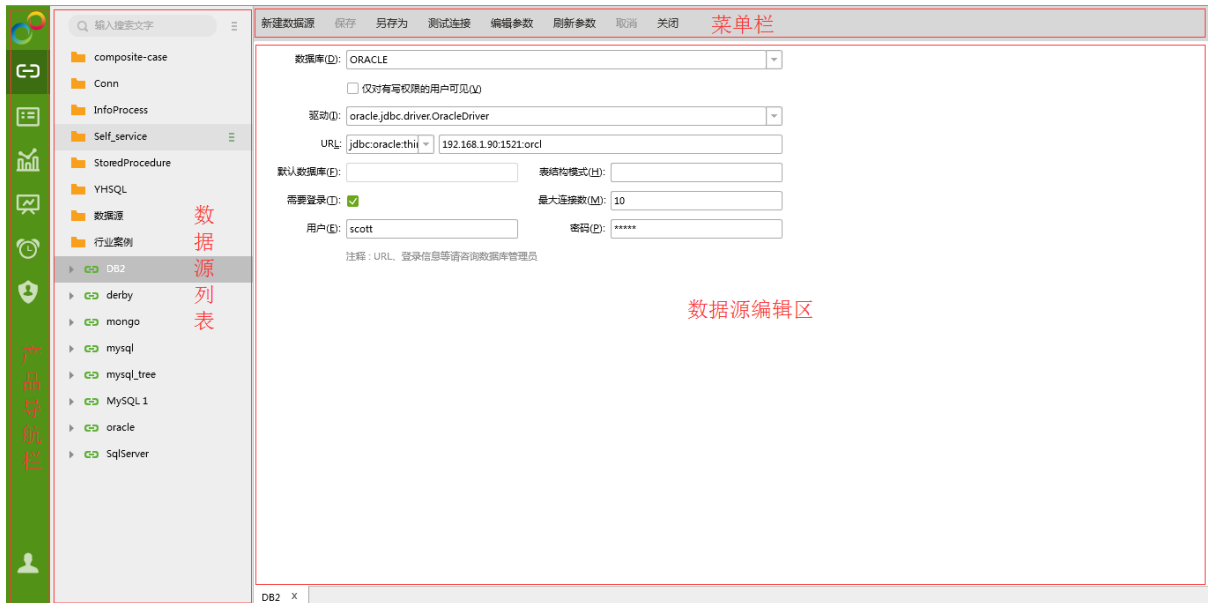 输入搜索文字
composite-case
Conn
InfoProcess
Self_service
StoredProcedure
YHSQL
数据源
行业案例
DB2
derby
mongo
mysql
mysql_tree
MySQL 1
oracle
SqlServer
数据源列表
产品导航栏
新建数据源 保存 另存为 测试连接 编辑参数 刷新参数 取消 关闭 菜单栏
数据库(D): ORACLE
仅对有写权限的用户可见(V)
驱动(I): oracle.jdbc.driver.OracleDriver
URL: jdbc:oracle:thi 192.168.1.90:1521:orcl
默认数据库(F): 表结构模式(H):
需要登录(T): 最大连接数(M): 10
用户(E): scott 密码(P): *****
注释 : URL、登录信息等请咨询数据库管理员
数据源编辑区
DB2 X